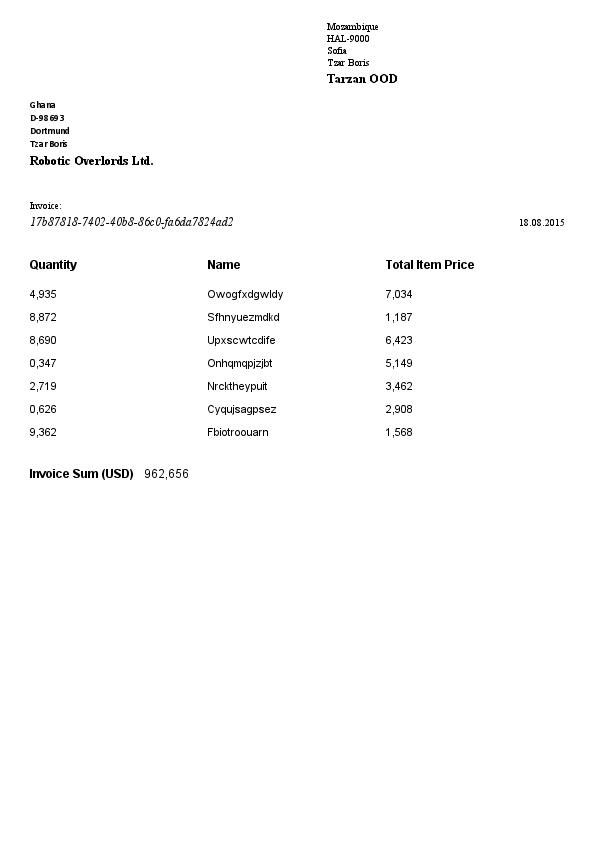 Mozambique
HAL-9000
Sofia
Tzar Boris
Tarzan OOD
Ghana
D-98693
Dortmund
Tzar Boris
Robotic Overlords Ltd.
Invoice:
17b87818-7402-40b8-86c0-fa6da7824ad2 18.08.2015
Quantity Name Total Item Price
4,935 Owogfxdgwldy 7,034
8,872 Sfhnyuezmdkd 1,187
8,690 Upxscwtcdife 6,423
0,347 Onhqmqpjzjbt 5,149
2,719 Nrcktheypuit 3,462
0,626 Cyqujsagpsez 2,908
9,362 Fbiotroouarn 1,568
Invoice Sum (USD) 962,656